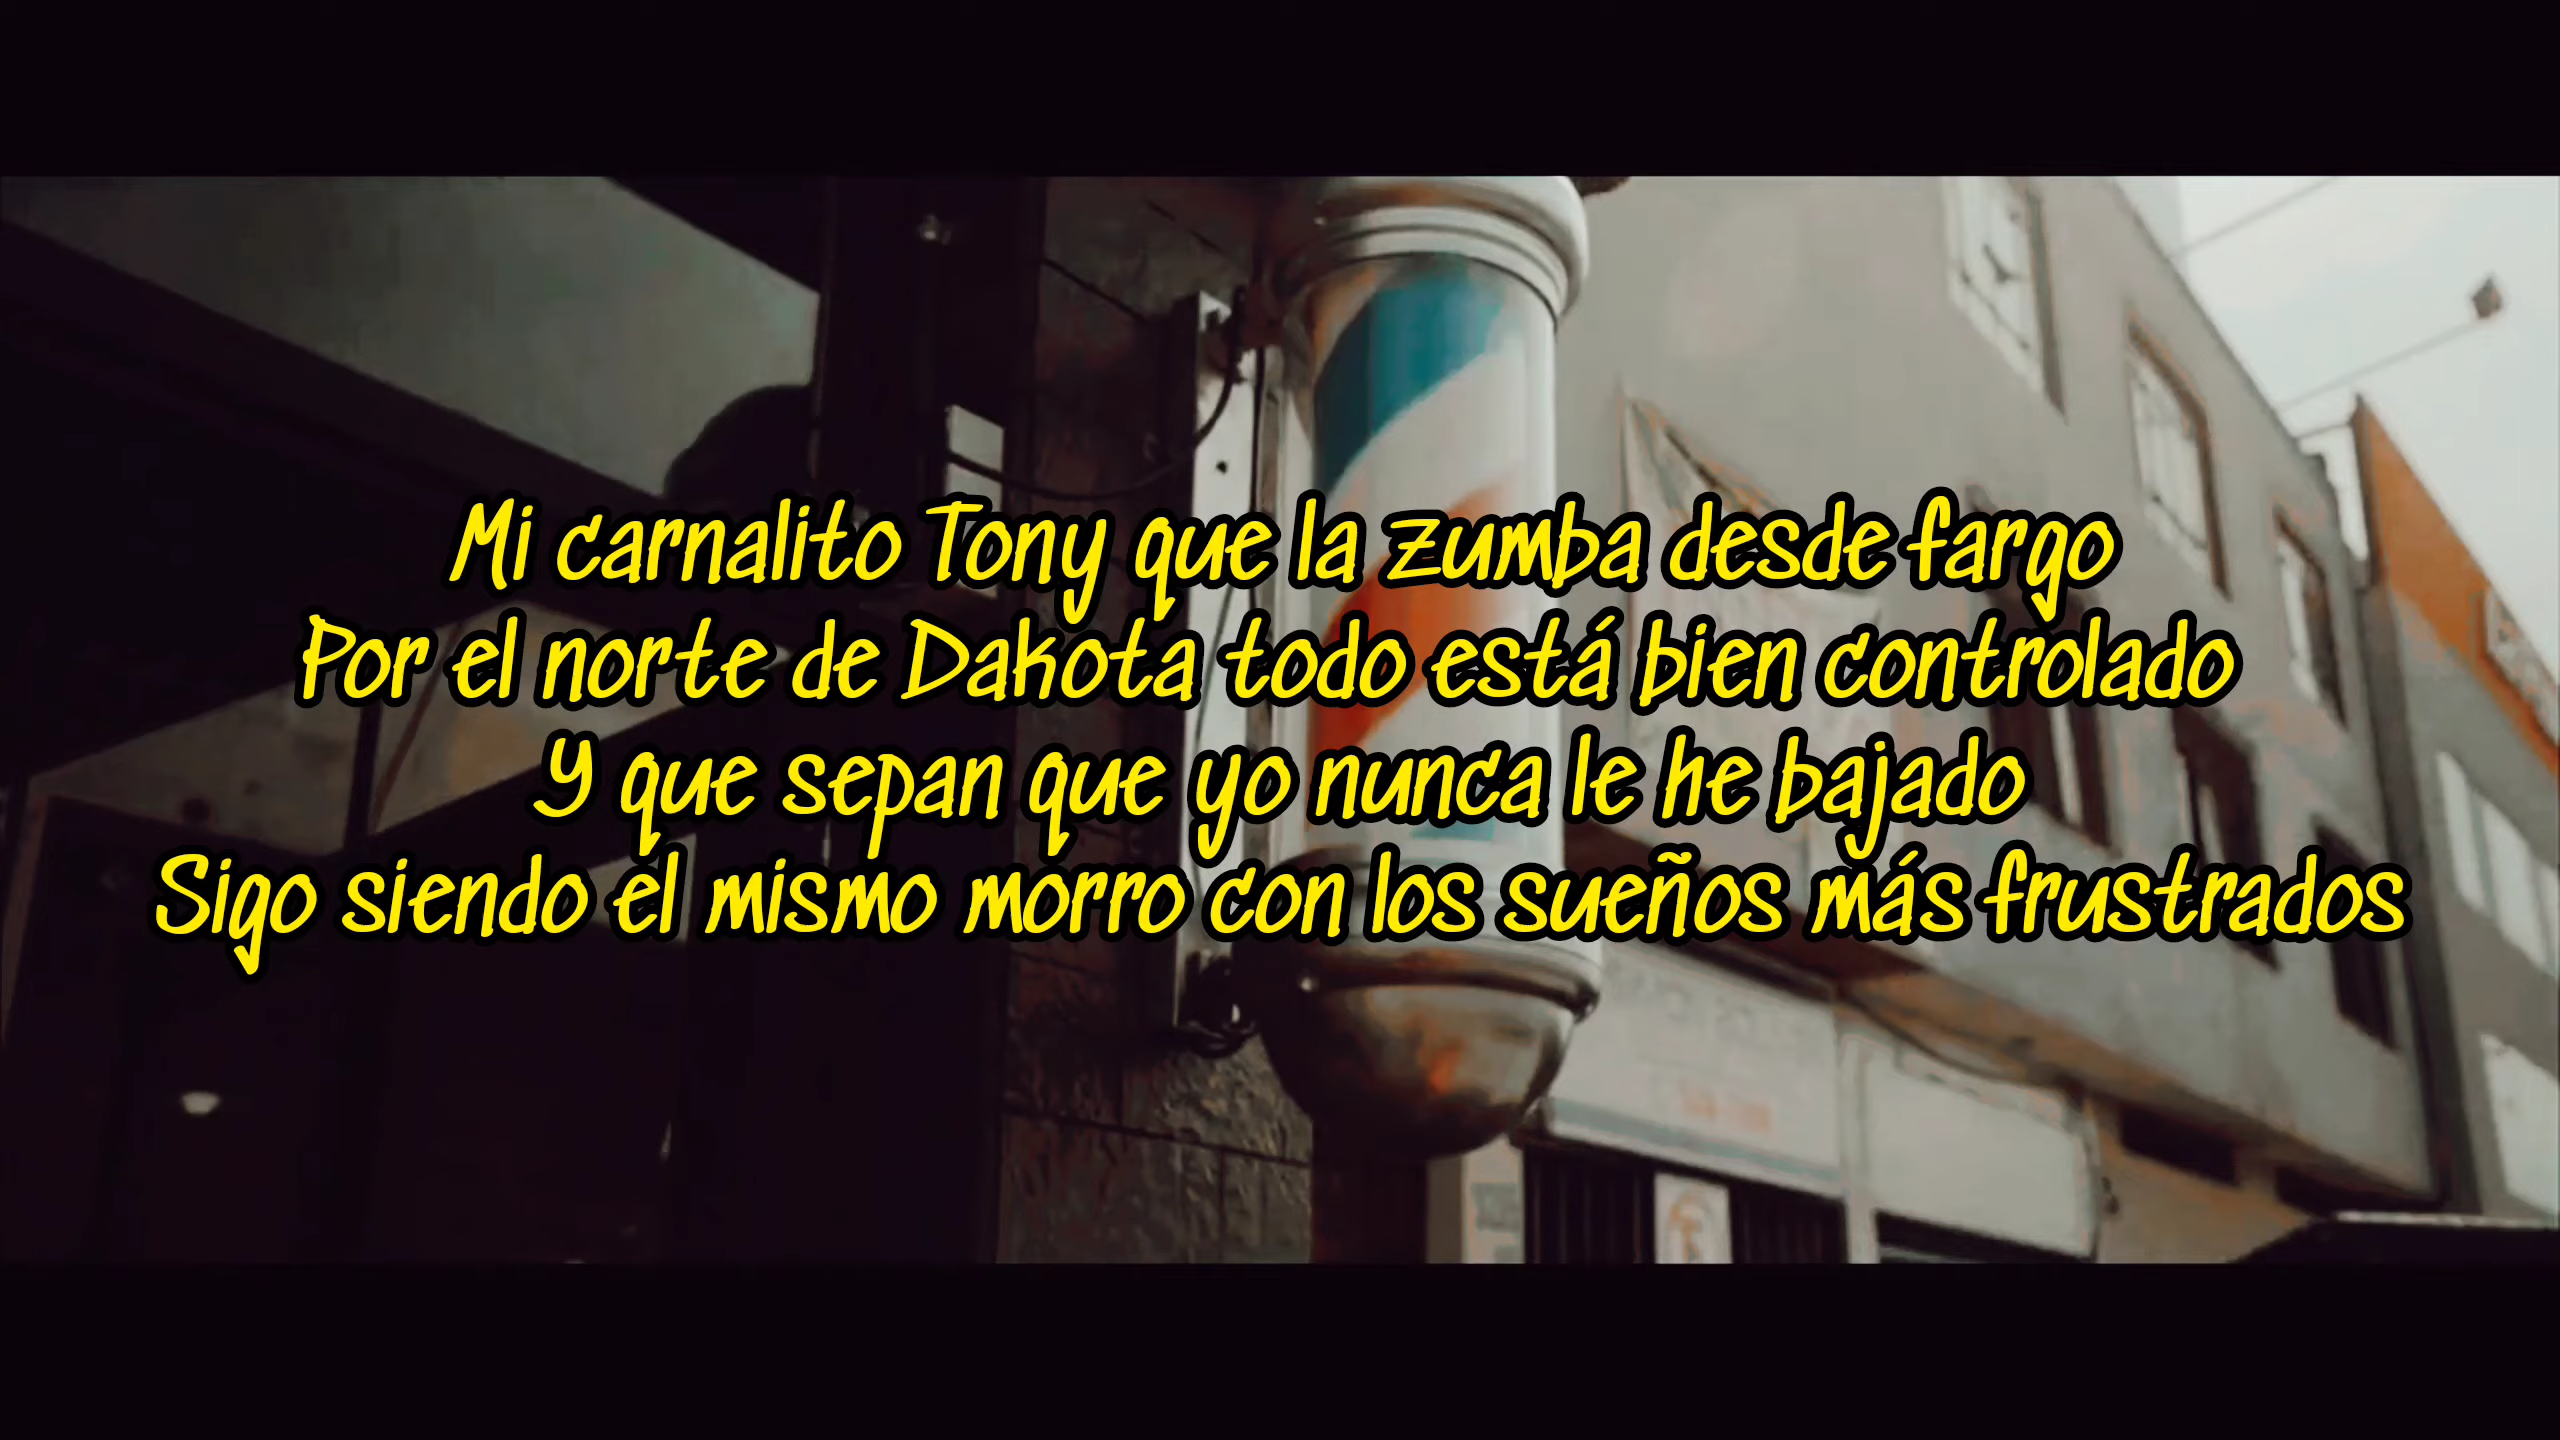 Mi carnalito Tony que la zumba desde fargo
Por el norte de Dakota todo está bien controlado
Y que sepan que yo nunca le he bajado
Sigo siendo el mismo morro con los sueños más frustrados